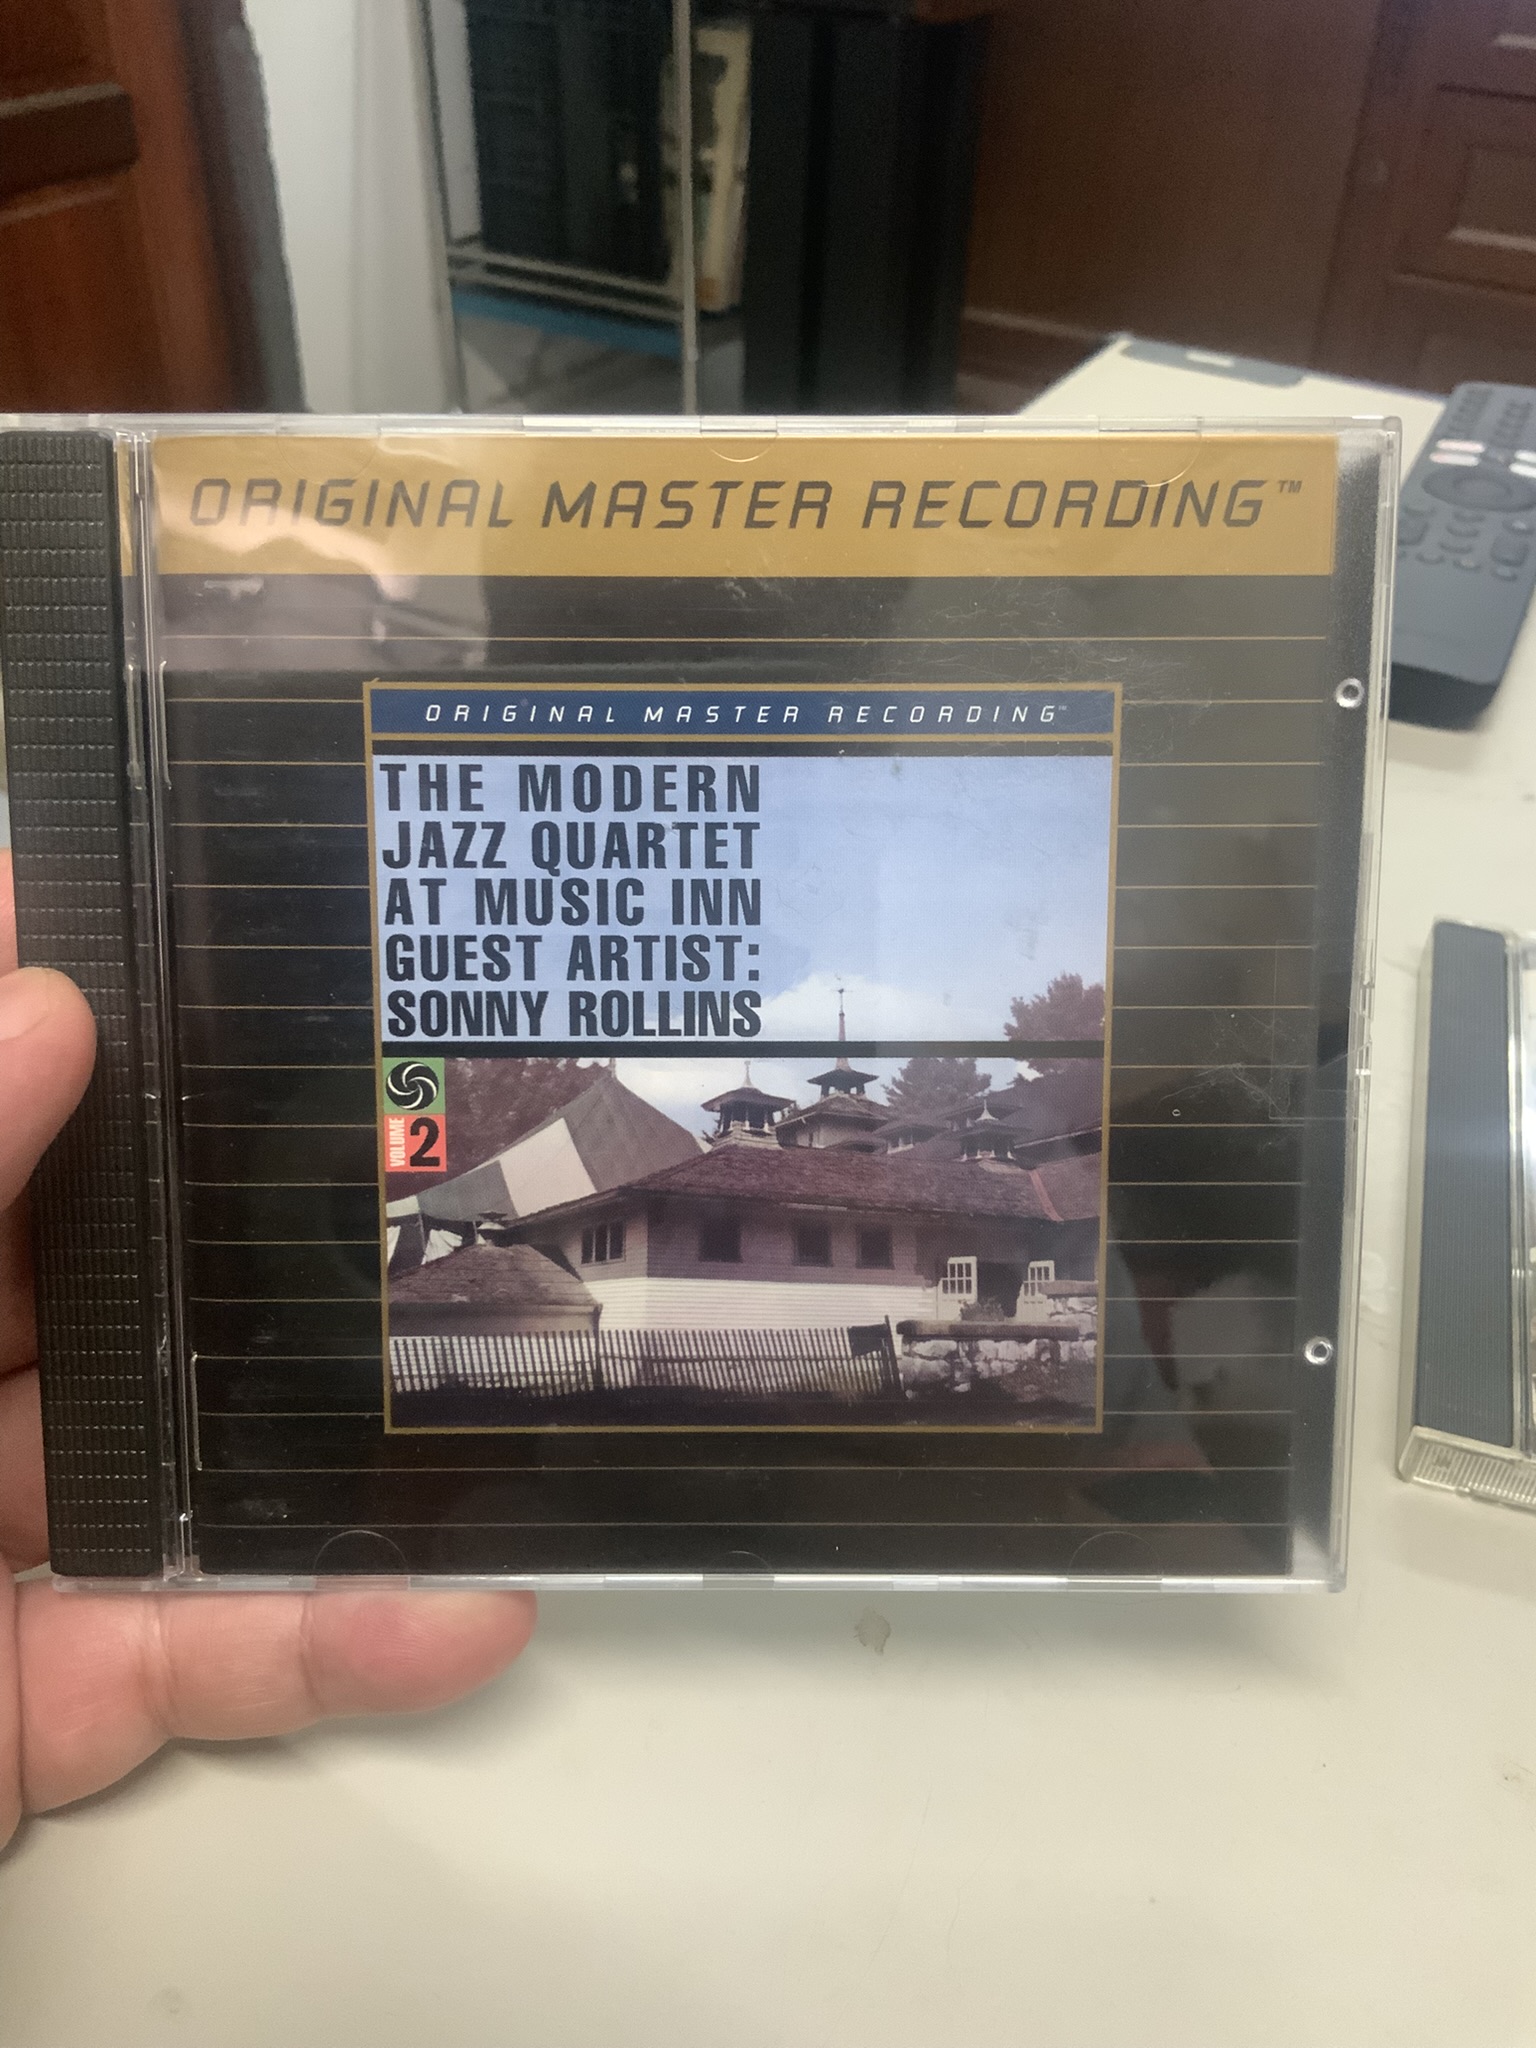 ORIGINAL MASTER RECORDING™
ORIGINAL MASTER RECORDING™
THE MODERN
JAZZ QUARTET
AT MUSIC INN
GUEST ARTIST:
SONNY ROLLINS
VOLUME 2